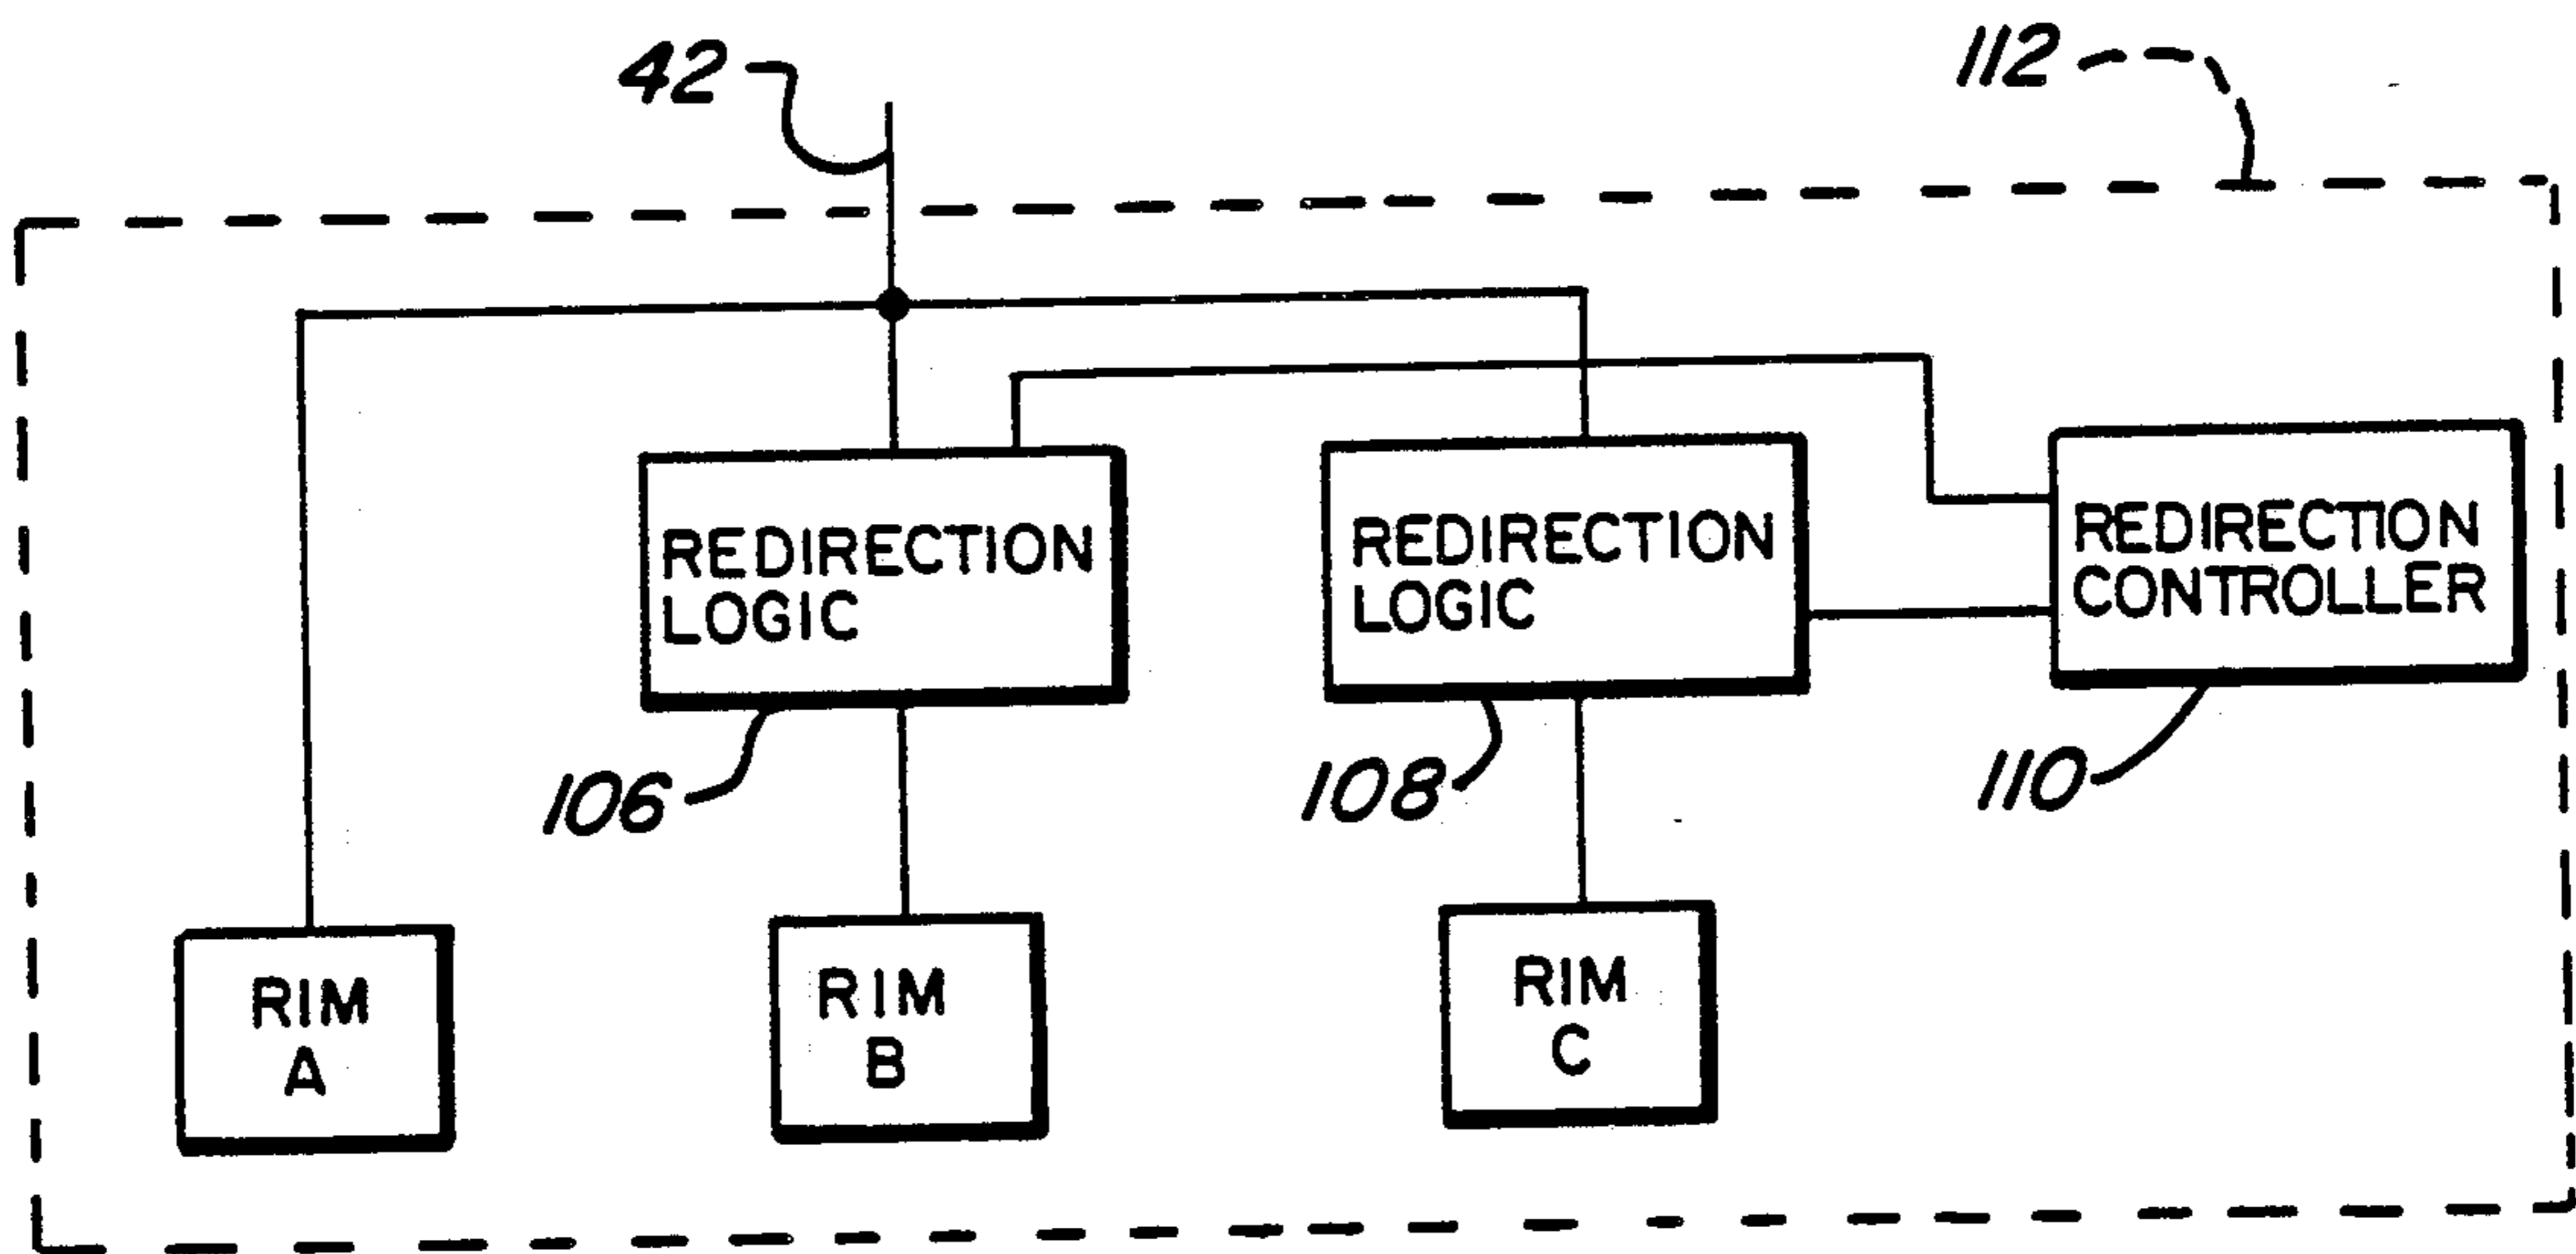 42
112
REDIRECTION
LOGIC
REDIRECTION
LOGIC
REDIRECTION
CONTROLLER
106
108
110
RIM
A
RIM
B
RIM
C